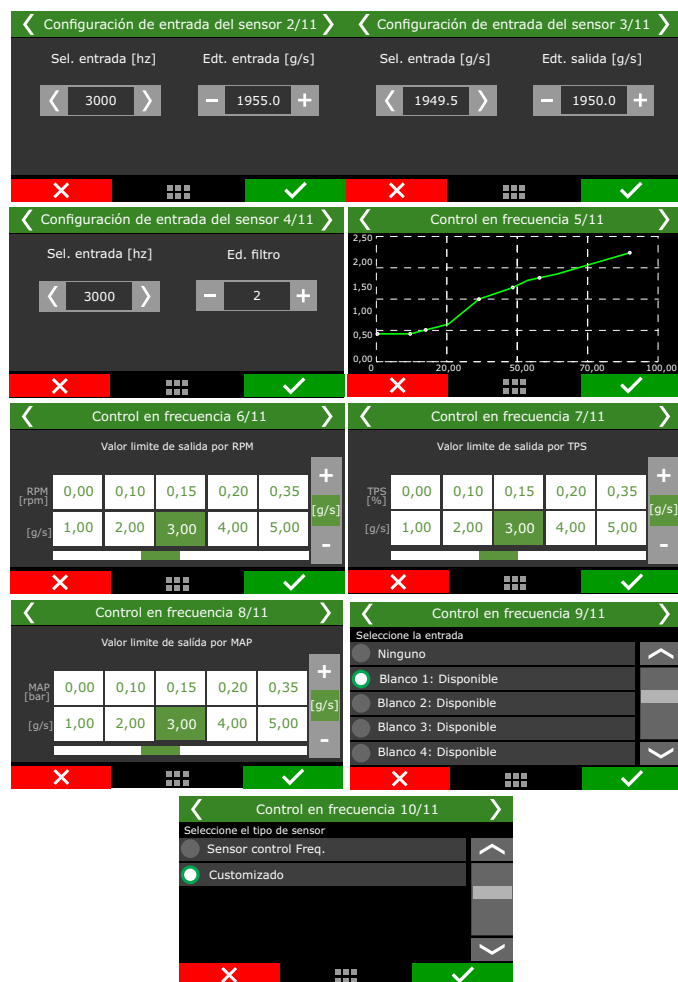 Configuración de entrada del sensor 2/11
Sel. entrada [hz]
Edt. entrada [g/s]
3000
1955.0
Configuración de entrada del sensor 3/11
Sel. entrada [g/s]
Edt. salida [g/s]
1949.5
1950.0
Configuración de entrada del sensor 4/11
Sel. entrada [hz]
Ed. filtro
3000
2
Control en frecuencia 5/11
2,50
2,00
1,50
1,00
0,50
0,00
0 20,00 50,00 70,00 100,00
Control en frecuencia 6/11
Valor limite de salida por RPM
RPM [rpm] 0,00 0,10 0,15 0,20 0,35
[g/s] 1,00 2,00 3,00 4,00 5,00
+
[g/s]
-
Control en frecuencia 7/11
Valor limite de salida por TPS
TPS [%] 0,00 0,10 0,15 0,20 0,35
[g/s] 1,00 2,00 3,00 4,00 5,00
+
[g/s]
-
Control en frecuencia 8/11
Valor limite de salída por MAP
MAP [bar] 0,00 0,10 0,15 0,20 0,35
[g/s] 1,00 2,00 3,00 4,00 5,00
+
[g/s]
-
Control en frecuencia 9/11
Seleccione la entrada
Ninguno
Blanco 1: Disponible
Blanco 2: Disponible
Blanco 3: Disponible
Blanco 4: Disponible
Control en frecuencia 10/11
Seleccione el tipo de sensor
Sensor control Freq.
Customizado